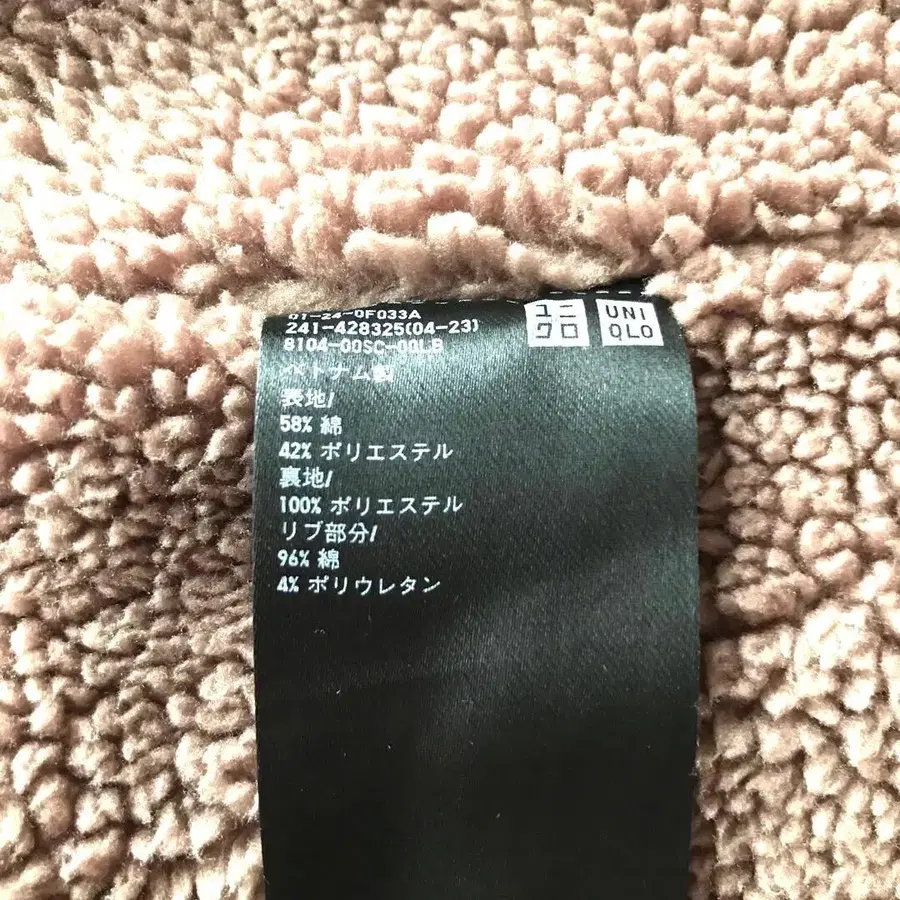 01-24-0F033A
241-428325(04-23)
8104-00SC-00LB
ベトナム製
表地/
58% 綿
42% ポリエステル
裏地/
100% ポリエステル
リブ部分/
96% 綿
4% ポリウレタン
ユニ
クロ
UNI
QLO